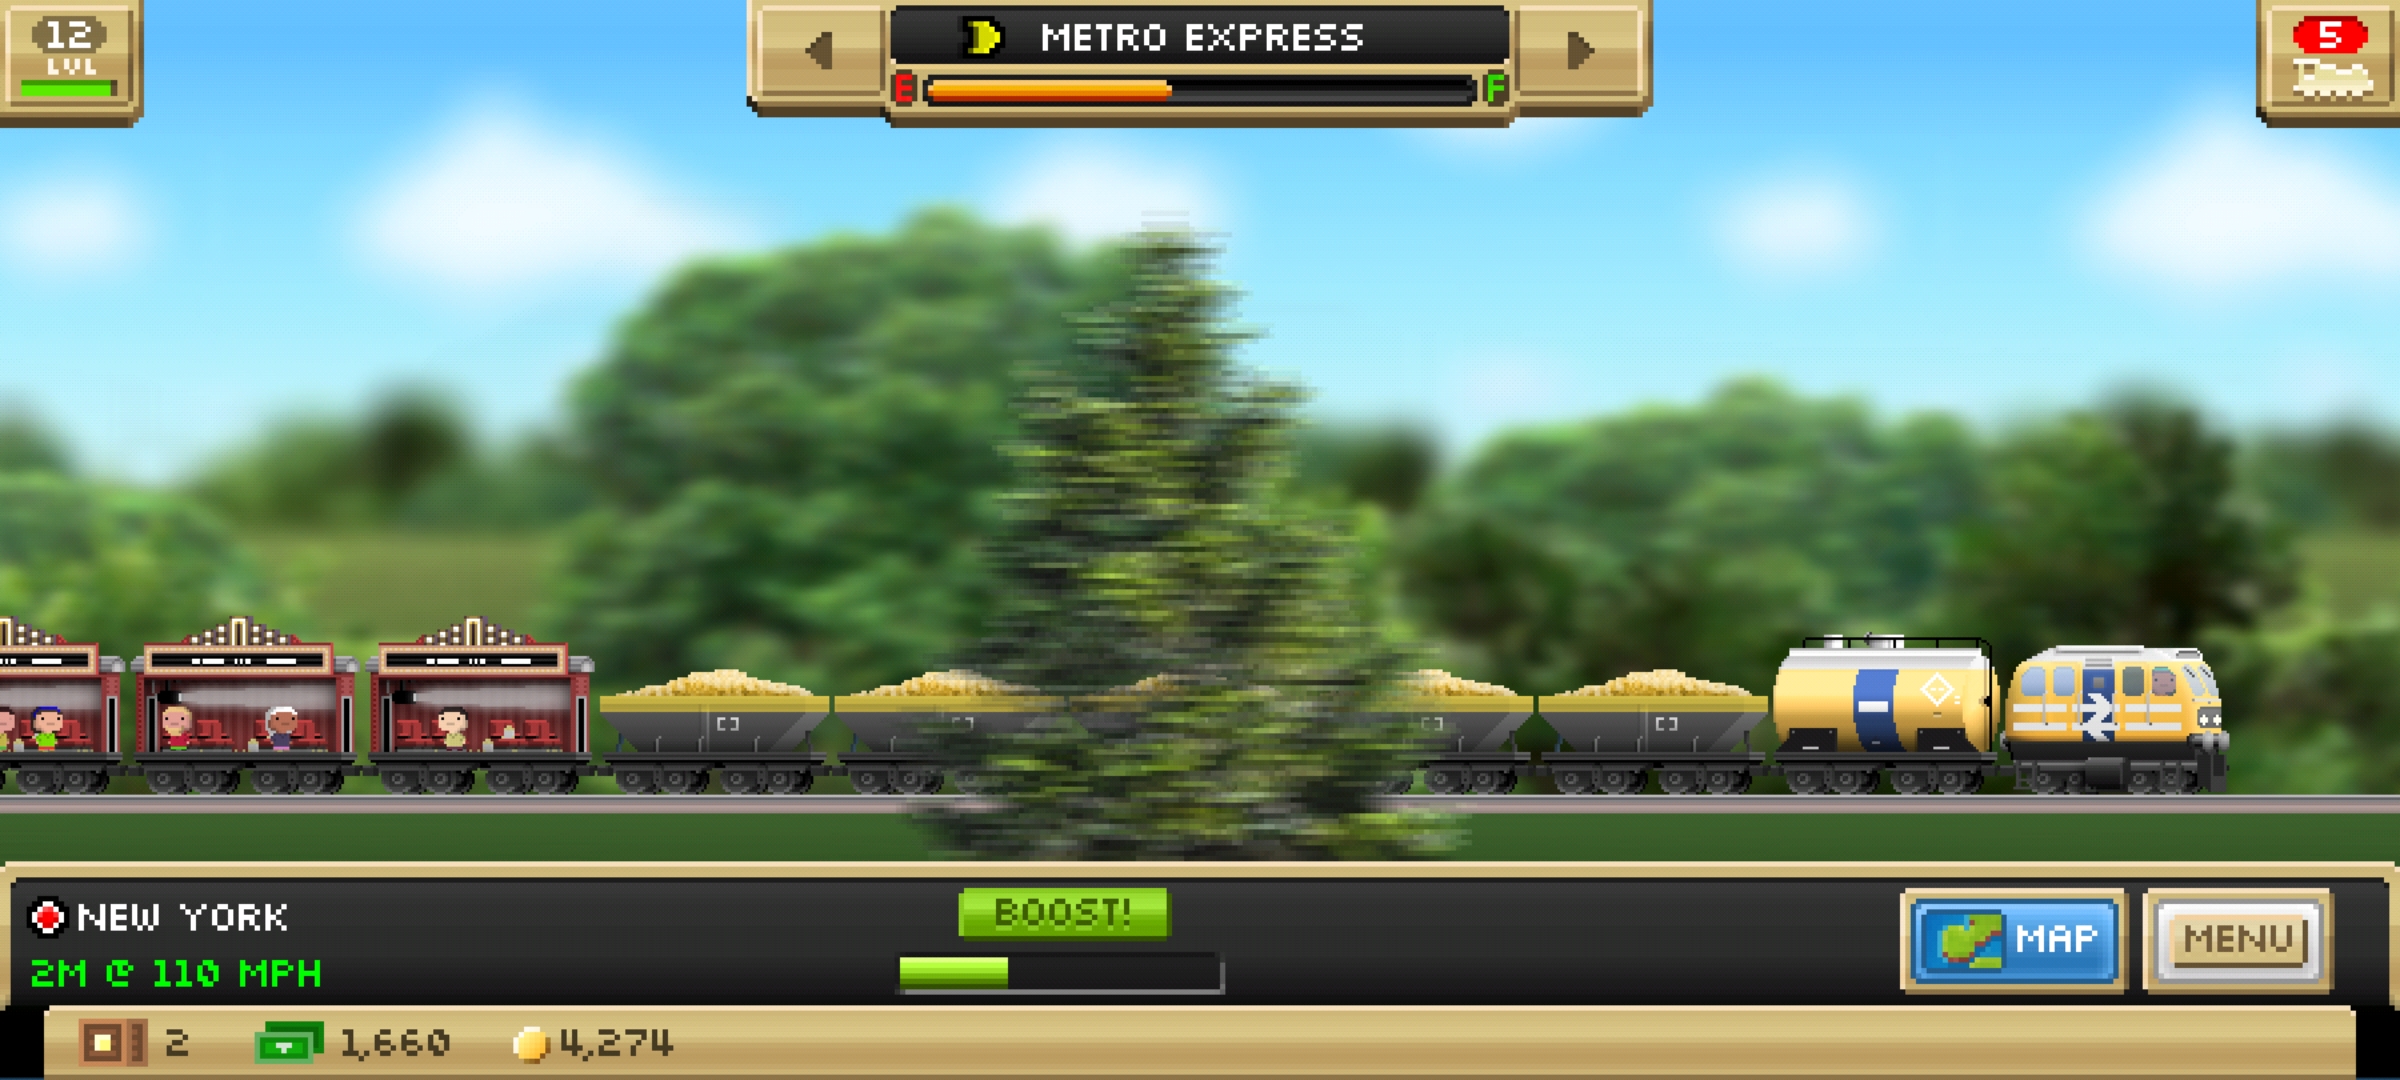 12
LVL
METRO EXPRESS
E F
5
NEW YORK
2M @ 110 MPH
BOOST!
MAP
MENU
2 1,660 4,274